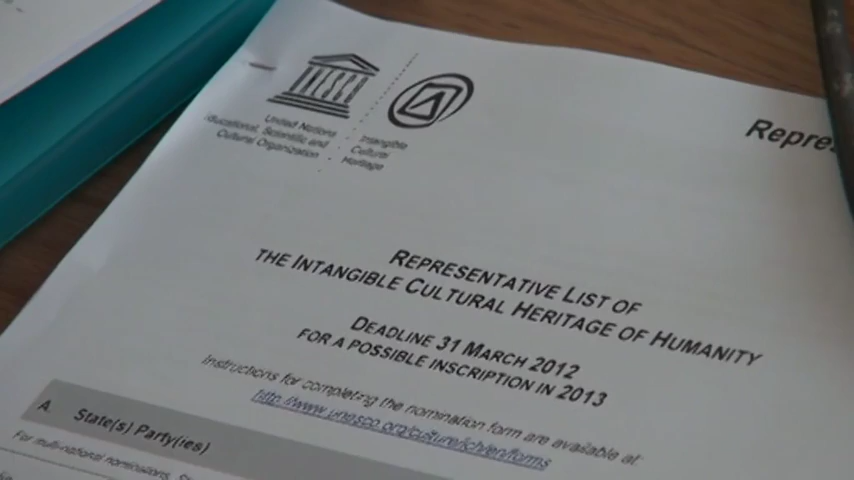 United Nations
Educational, Scientific and
Cultural Organization
Intangible
Cultural
Heritage
Repre
REPRESENTATIVE LIST OF
THE INTANGIBLE CULTURAL HERITAGE OF HUMANITY
DEADLINE 31 MARCH 2012
FOR A POSSIBLE INSCRIPTION IN 2013
Instructions for completing the nomination form are available at:
http://www.unesco.org/culture/ich/en/forms
A. State(s) Party(ies)
For multi-national nominations,